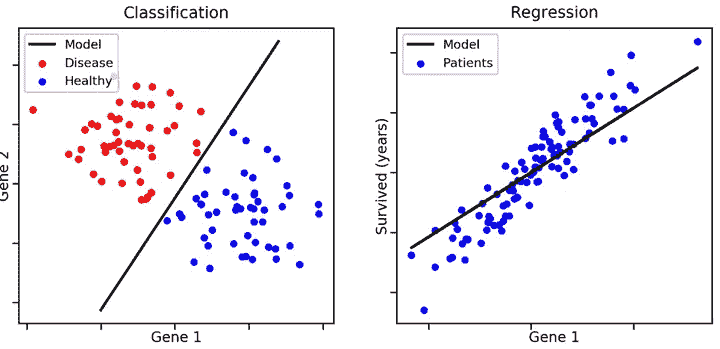 Classification
Model
Disease
Healthy
Gene 2
Gene 1
Regression
Model
Patients
Survived (years)
Gene 1